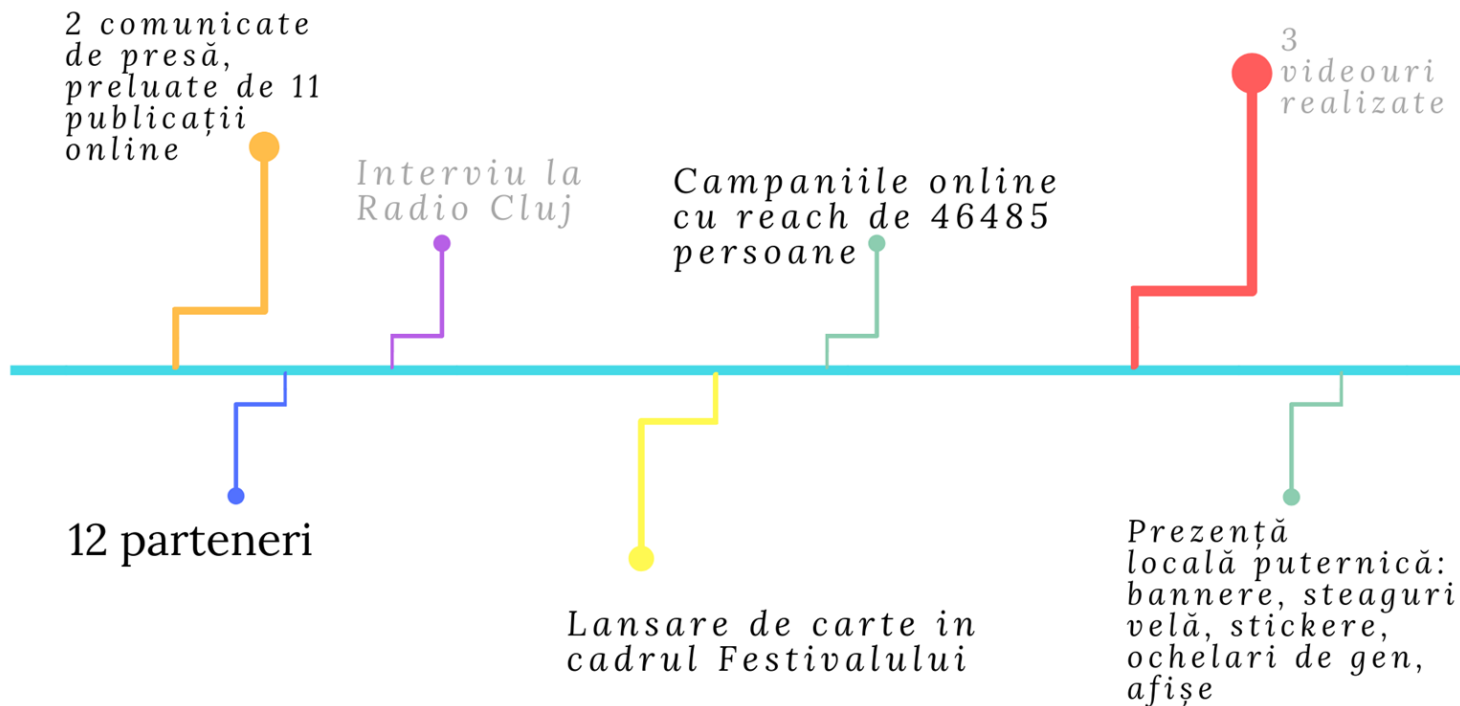 2 comunicate
de presă,
preluate de 11
publicații
online
Interviu la
Radio Cluj
Campaniile online
cu reach de 46485
persoane
3
videouri
realizate
12 parteneri
Lansare de carte in
cadrul Festivalului
Prezență
locală puternică:
bannere, steaguri
velă, stickere,
ochelari de gen,
afișe